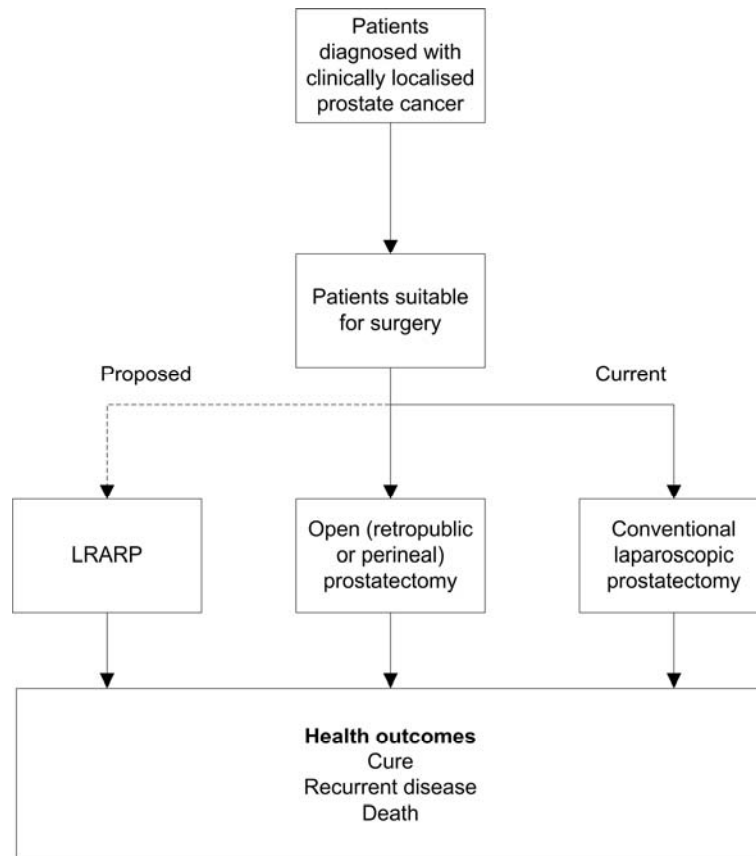 Patients
diagnosed with
clinically localised
prostate cancer
Patients suitable
for surgery
Proposed
Current
LRARP
Open (retropublic
or perineal)
prostatectomy
Conventional
laparoscopic
prostatectomy
Health outcomes
Cure
Recurrent disease
Death